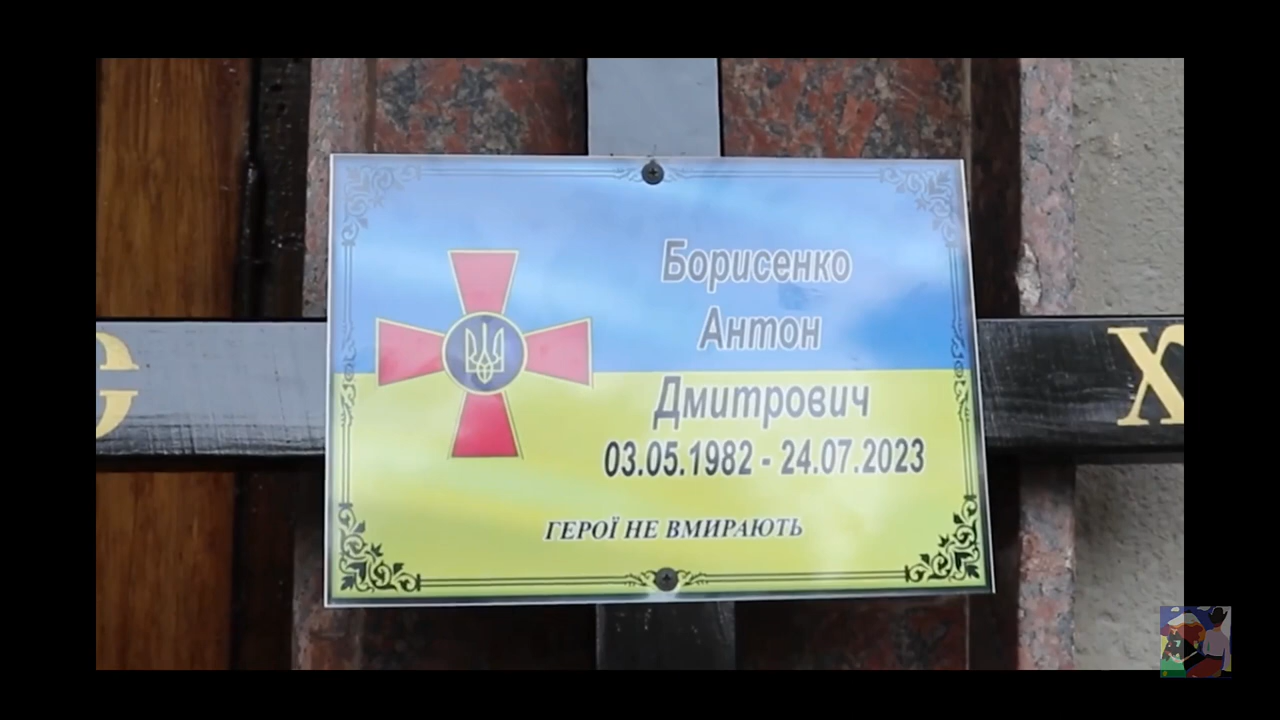 Борисенко
Антон
Дмитрович
03.05.1982 - 24.07.2023
ГЕРОЇ НЕ ВМИРАЮТЬ
Х